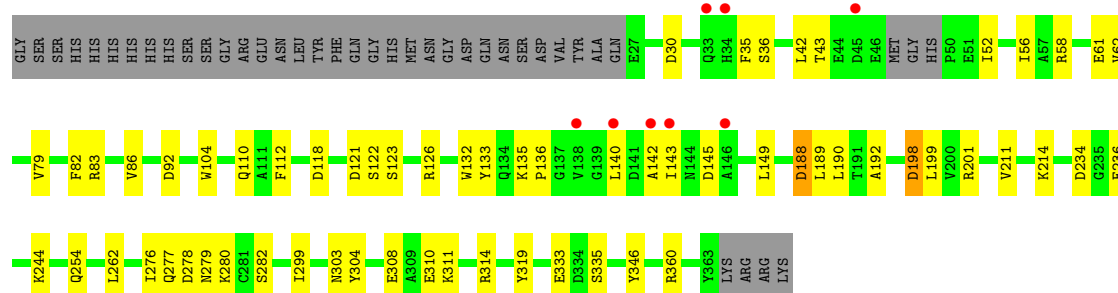 GLY SER SER HIS HIS HIS HIS HIS HIS SER SER GLY ARG GLU ASN LEU TYR PHE GLN GLY HIS MET ASN GLY ASP GLN ASN SER ASP VAL TYR ALA GLN E27 D30 Q33 H34 F35 S36 L42 T43 E44 D45 E46 MET GLY HIS P50 E51 I52 I56 A57 R58 E61 V62
V79 F82 R83 V86 D92 W104 Q110 A111 F112 D118 D121 S122 S123 R126 W132 Y133 Q134 K135 P136 G137 V138 G139 L140 D141 A142 I143 N144 D145 A146 L149 D188 L189 L190 T191 A192 D198 L199 V200 R201 V211 K214 D234 G235
K244 Q254 L262 I276 Q277 D278 N279 K280 C281 S282 I299 N303 Y304 E308 A309 E310 K311 R314 Y319 E333 D334 S335 Y346 R360 Y363 LYS ARG ARG LYS